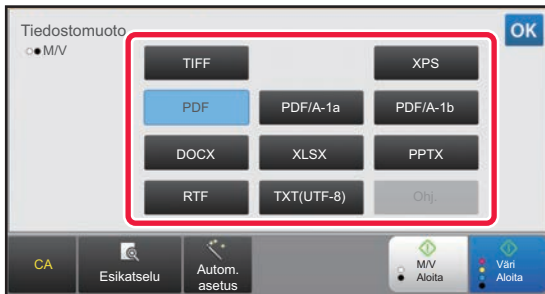 Tiedostomuoto
OK
M/V
TIFF
XPS
PDF
PDF/A-1a
PDF/A-1b
DOCX
XLSX
PPTX
RTF
TXT(UTF-8)
Ohj.
CA
Esikatselu
Autom.
asetus
M/V
Aloita
Väri
Aloita